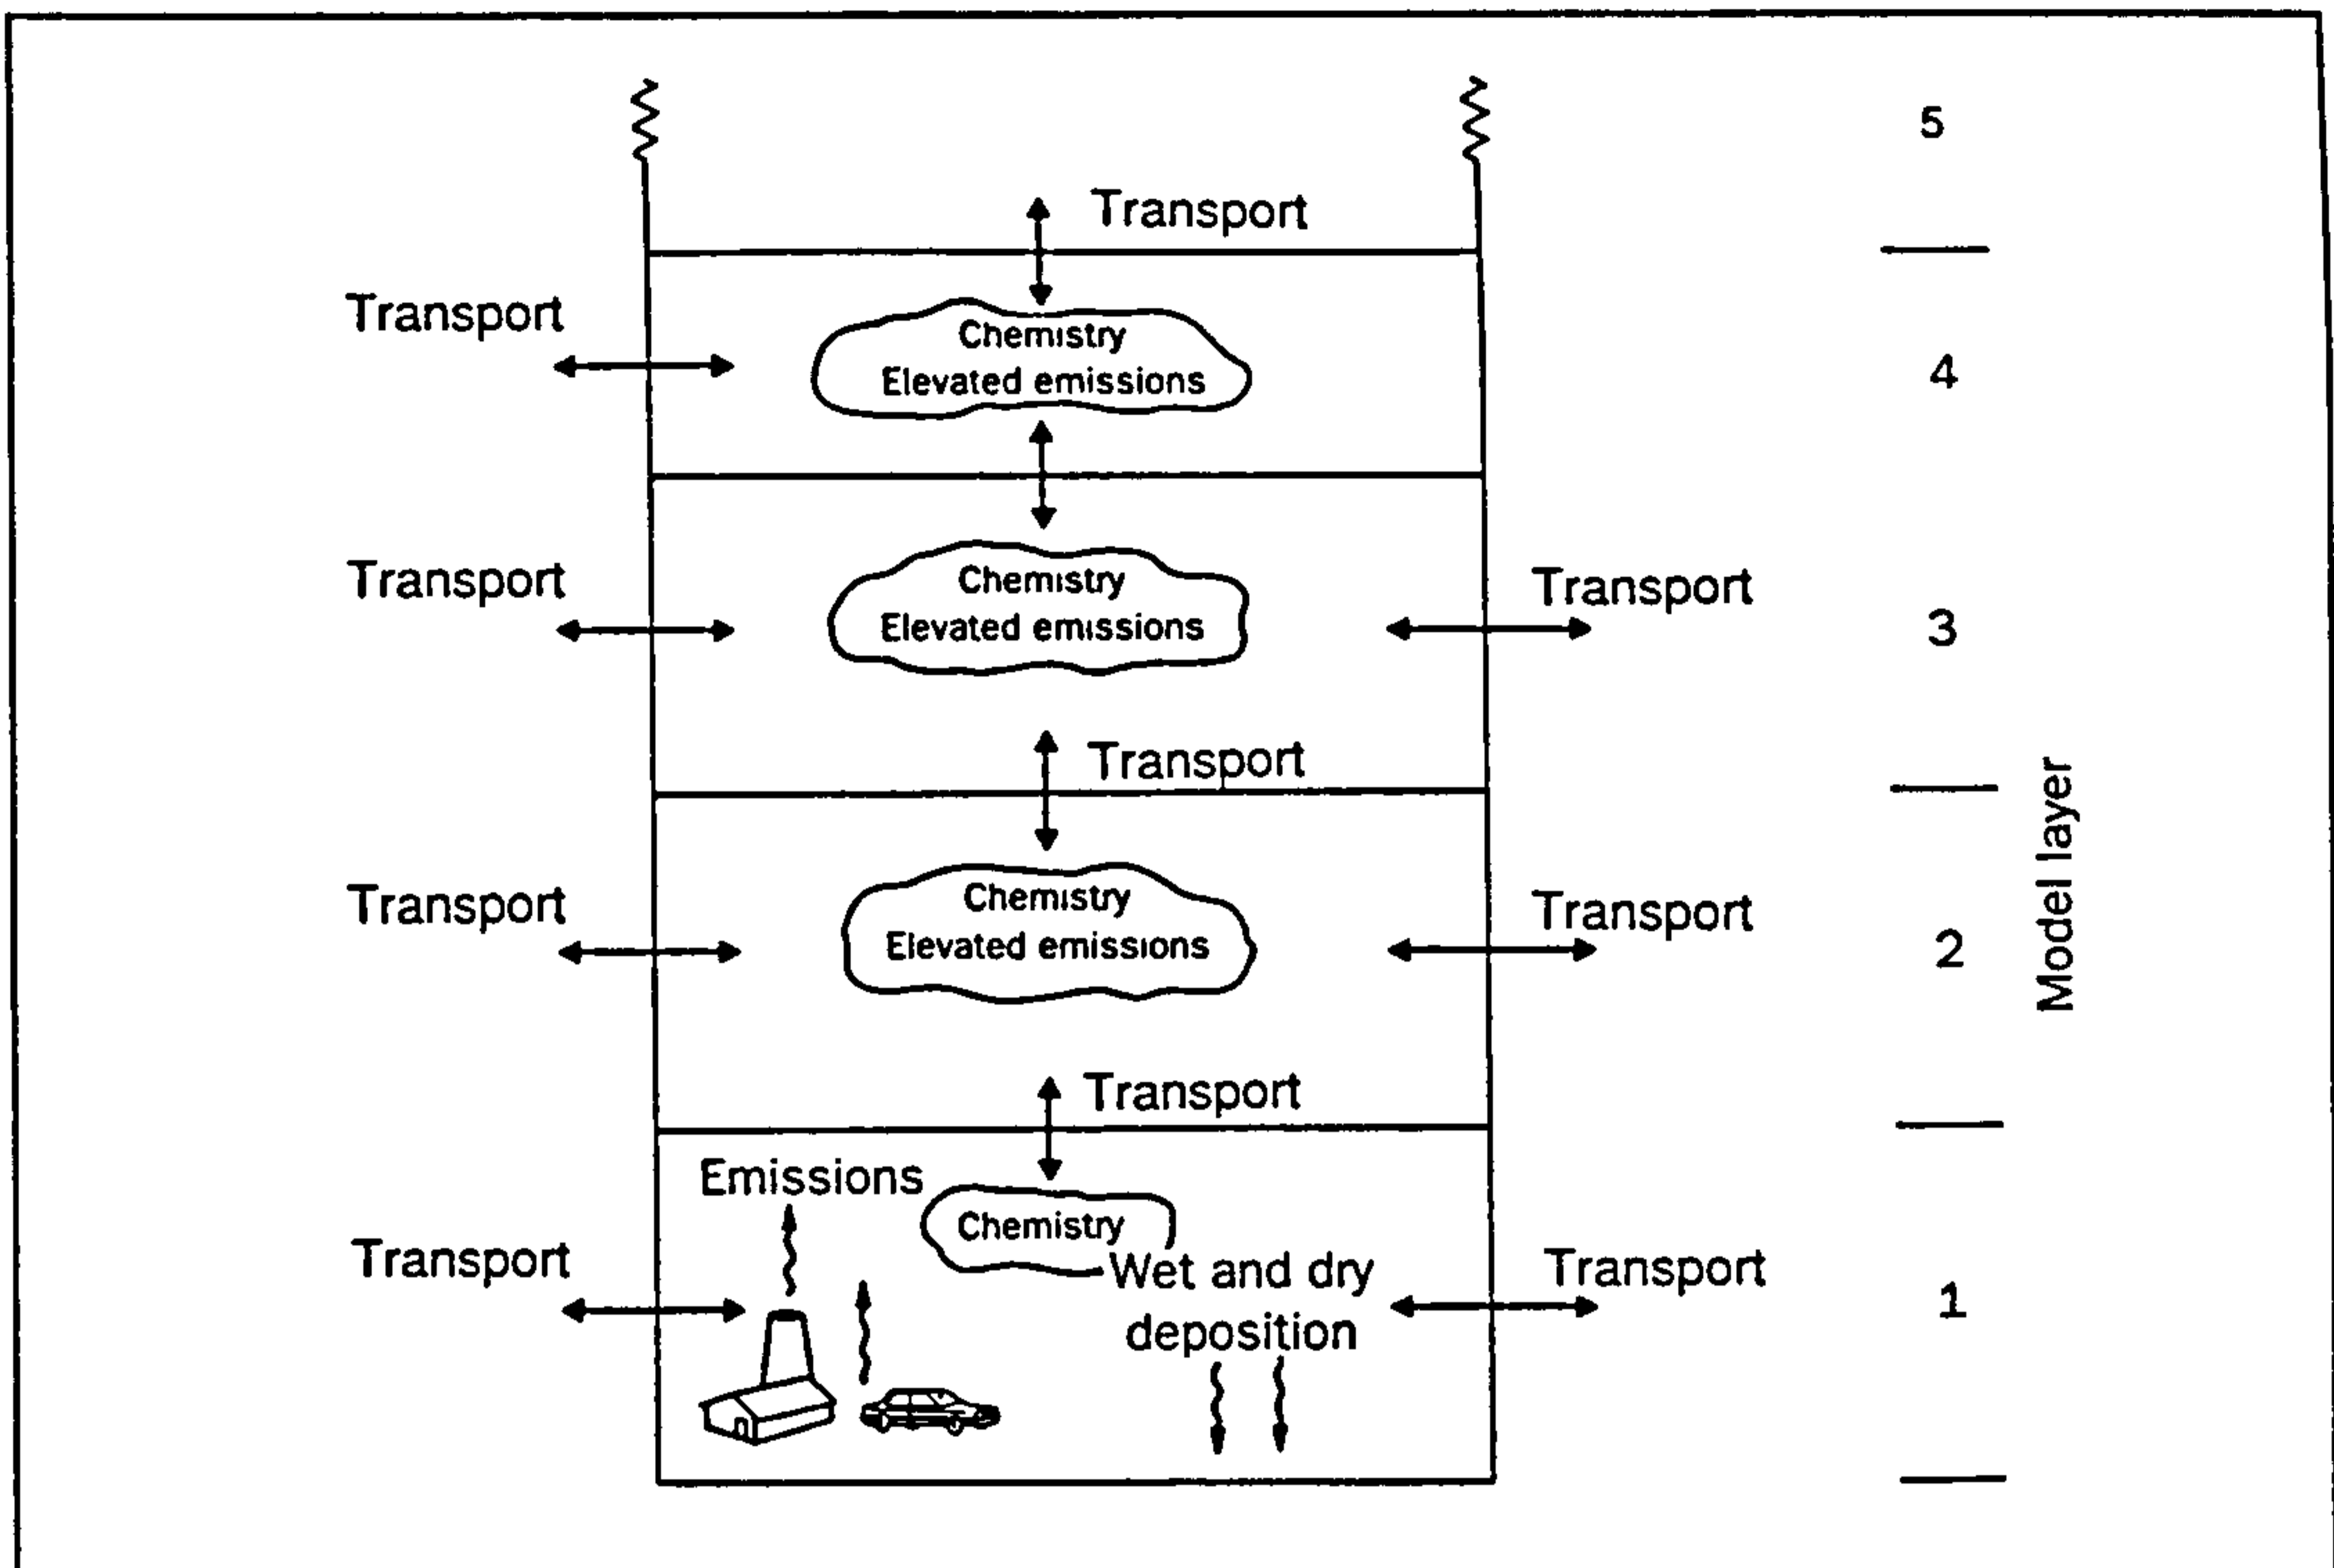 5
Transport
Transport
Chemistry
Elevated emissions
4
Transport
Chemistry
Elevated emissions
Transport
3
Transport
Transport
Chemistry
Elevated emissions
Transport
2
Model layer
Transport
Emissions
Transport
Chemistry
Wet and dry
deposition
Transport
1